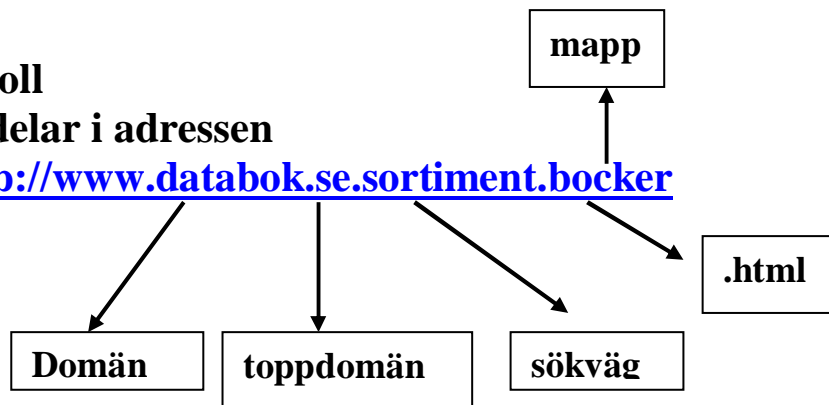 mapp
oll
delar i adressen
p://www.databok.se.sortiment.bocker
.html
Domän
toppdomän
sökväg